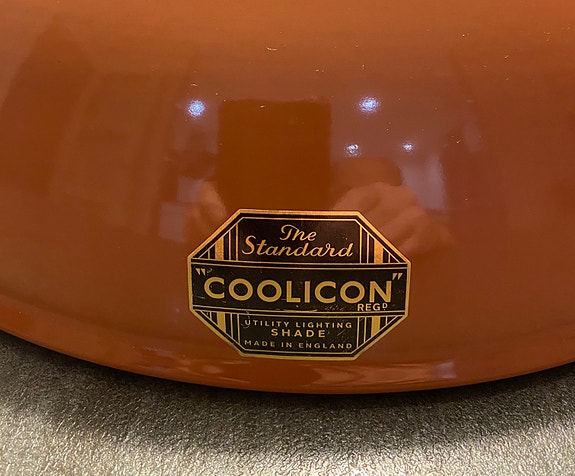 The
Standard
"COOLICON"
REGD
UTILITY LIGHTING
SHADE
MADE IN ENGLAND